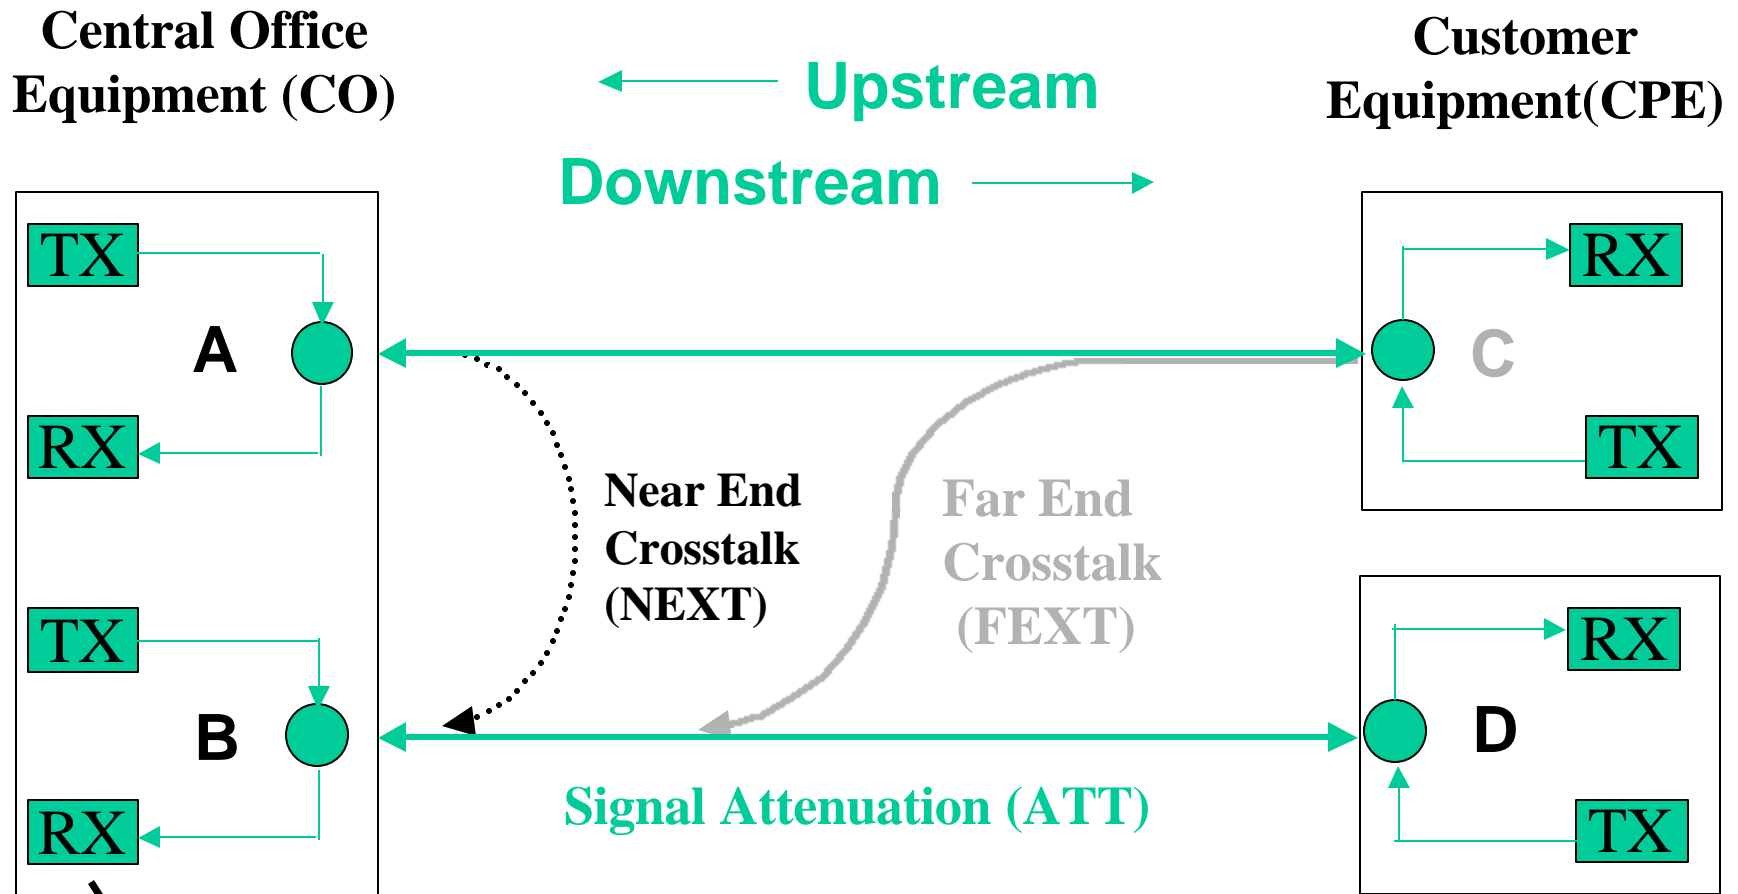 Central Office
Equipment (CO)
Upstream
Customer
Equipment(CPE)
Downstream
TX
RX
A
C
RX
TX
Near End
Crosstalk
(NEXT)
Far End
Crosstalk
(FEXT)
TX
RX
B
D
Signal Attenuation (ATT)
RX
TX